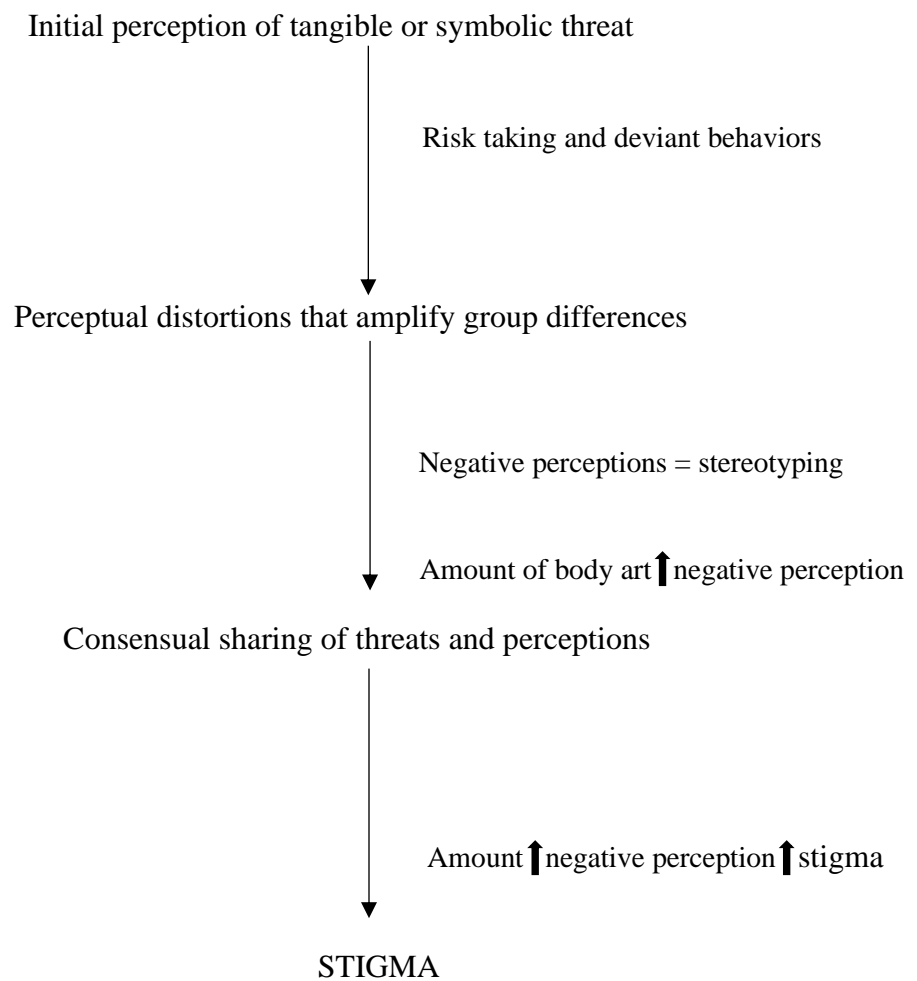 Initial perception of tangible or symbolic threat
Risk taking and deviant behaviors
Perceptual distortions that amplify group differences
Negative perceptions = stereotyping
Amount of body art⬆negative perception
Consensual sharing of threats and perceptions
Amount⬆negative perception⬆stigma
STIGMA